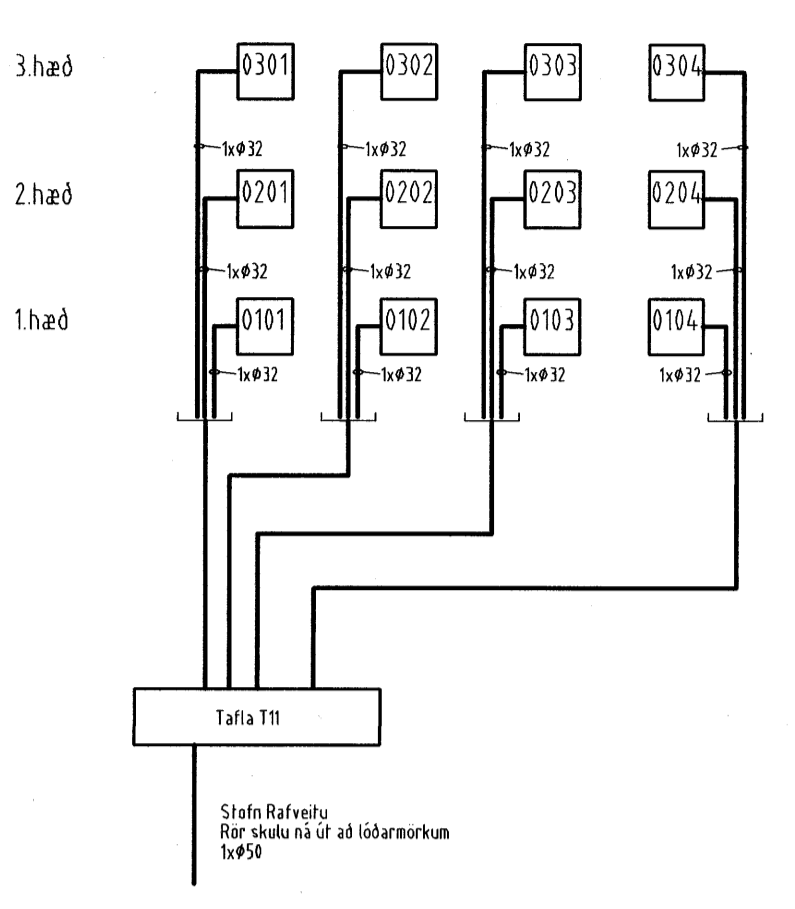 3.hæð 0301 0302 0303 0304
1xø32 1xø32 1xø32 1xø32
2.hæð 0201 0202 0203 0204
1xø32 1xø32 1xø32 1xø32
1.hæð 0101 0102 0103 0104
1xø32 1xø32 1xø32 1xø32
Tafla T11
Stofn Rafveitu
Rör skulu ná út að lóðarmörkum
1xø50